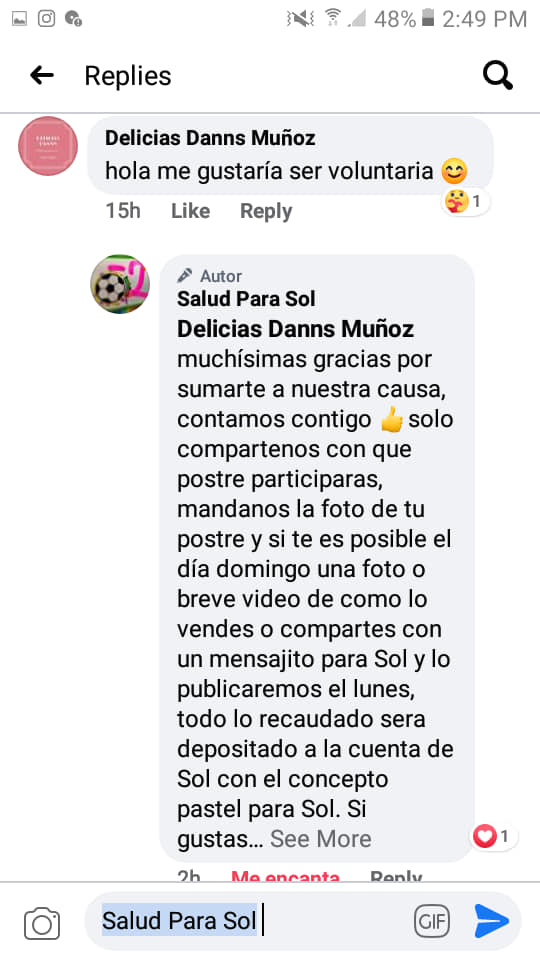 48% 2:49 PM
Replies
Delicias Danns Muñoz
hola me gustaría ser voluntaria 😊
1
15h Like Reply
Autor
Salud Para Sol
Delicias Danns Muñoz
muchísimas gracias por
sumarte a nuestra causa,
contamos contigo 👍 solo
compartenos con que
postre participaras,
mandanos la foto de tu
postre y si te es posible el
día domingo una foto o
breve video de como lo
vendes o compartes con
un mensajito para Sol y lo
publicaremos el lunes,
todo lo recaudado sera
depositado a la cuenta de
Sol con el concepto
pastel para Sol. Si
gustas... See More
1
2h Me encanta Reply
Salud Para Sol
GIF